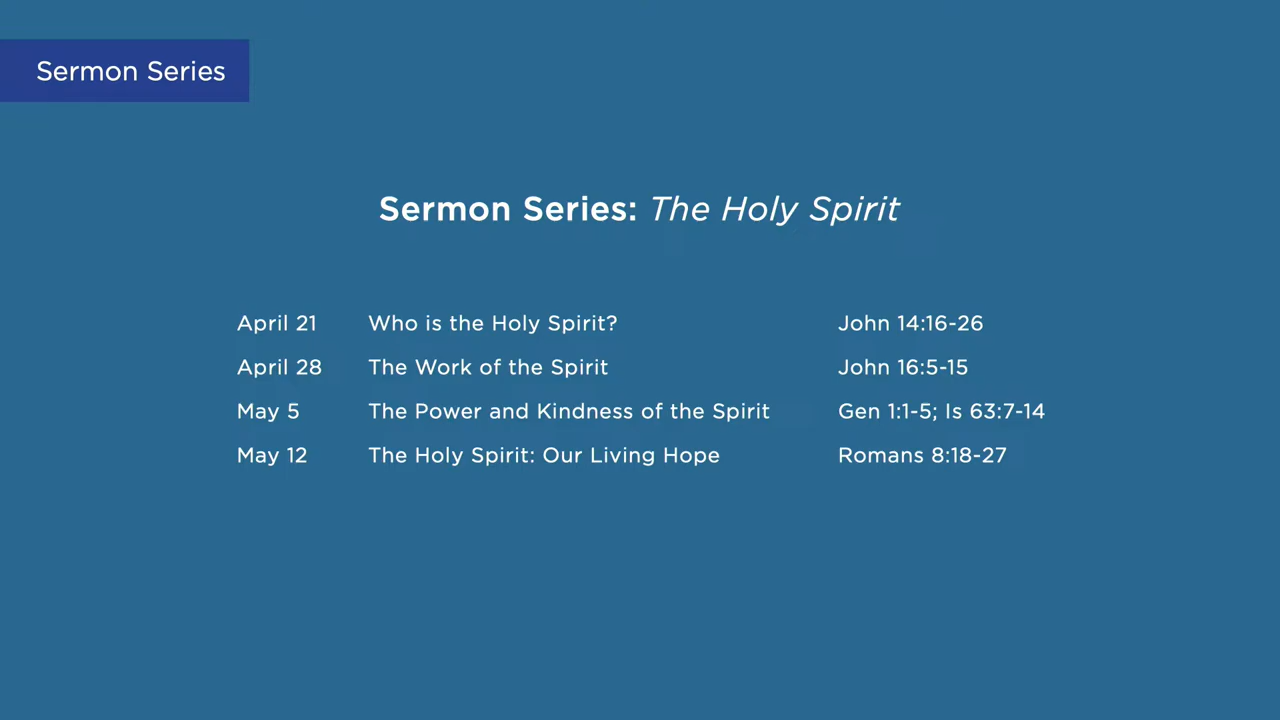 Sermon Series
Sermon Series: The Holy Spirit
April 21 Who is the Holy Spirit? John 14:16-26
April 28 The Work of the Spirit John 16:5-15
May 5 The Power and Kindness of the Spirit Gen 1:1-5; Is 63:7-14
May 12 The Holy Spirit: Our Living Hope Romans 8:18-27